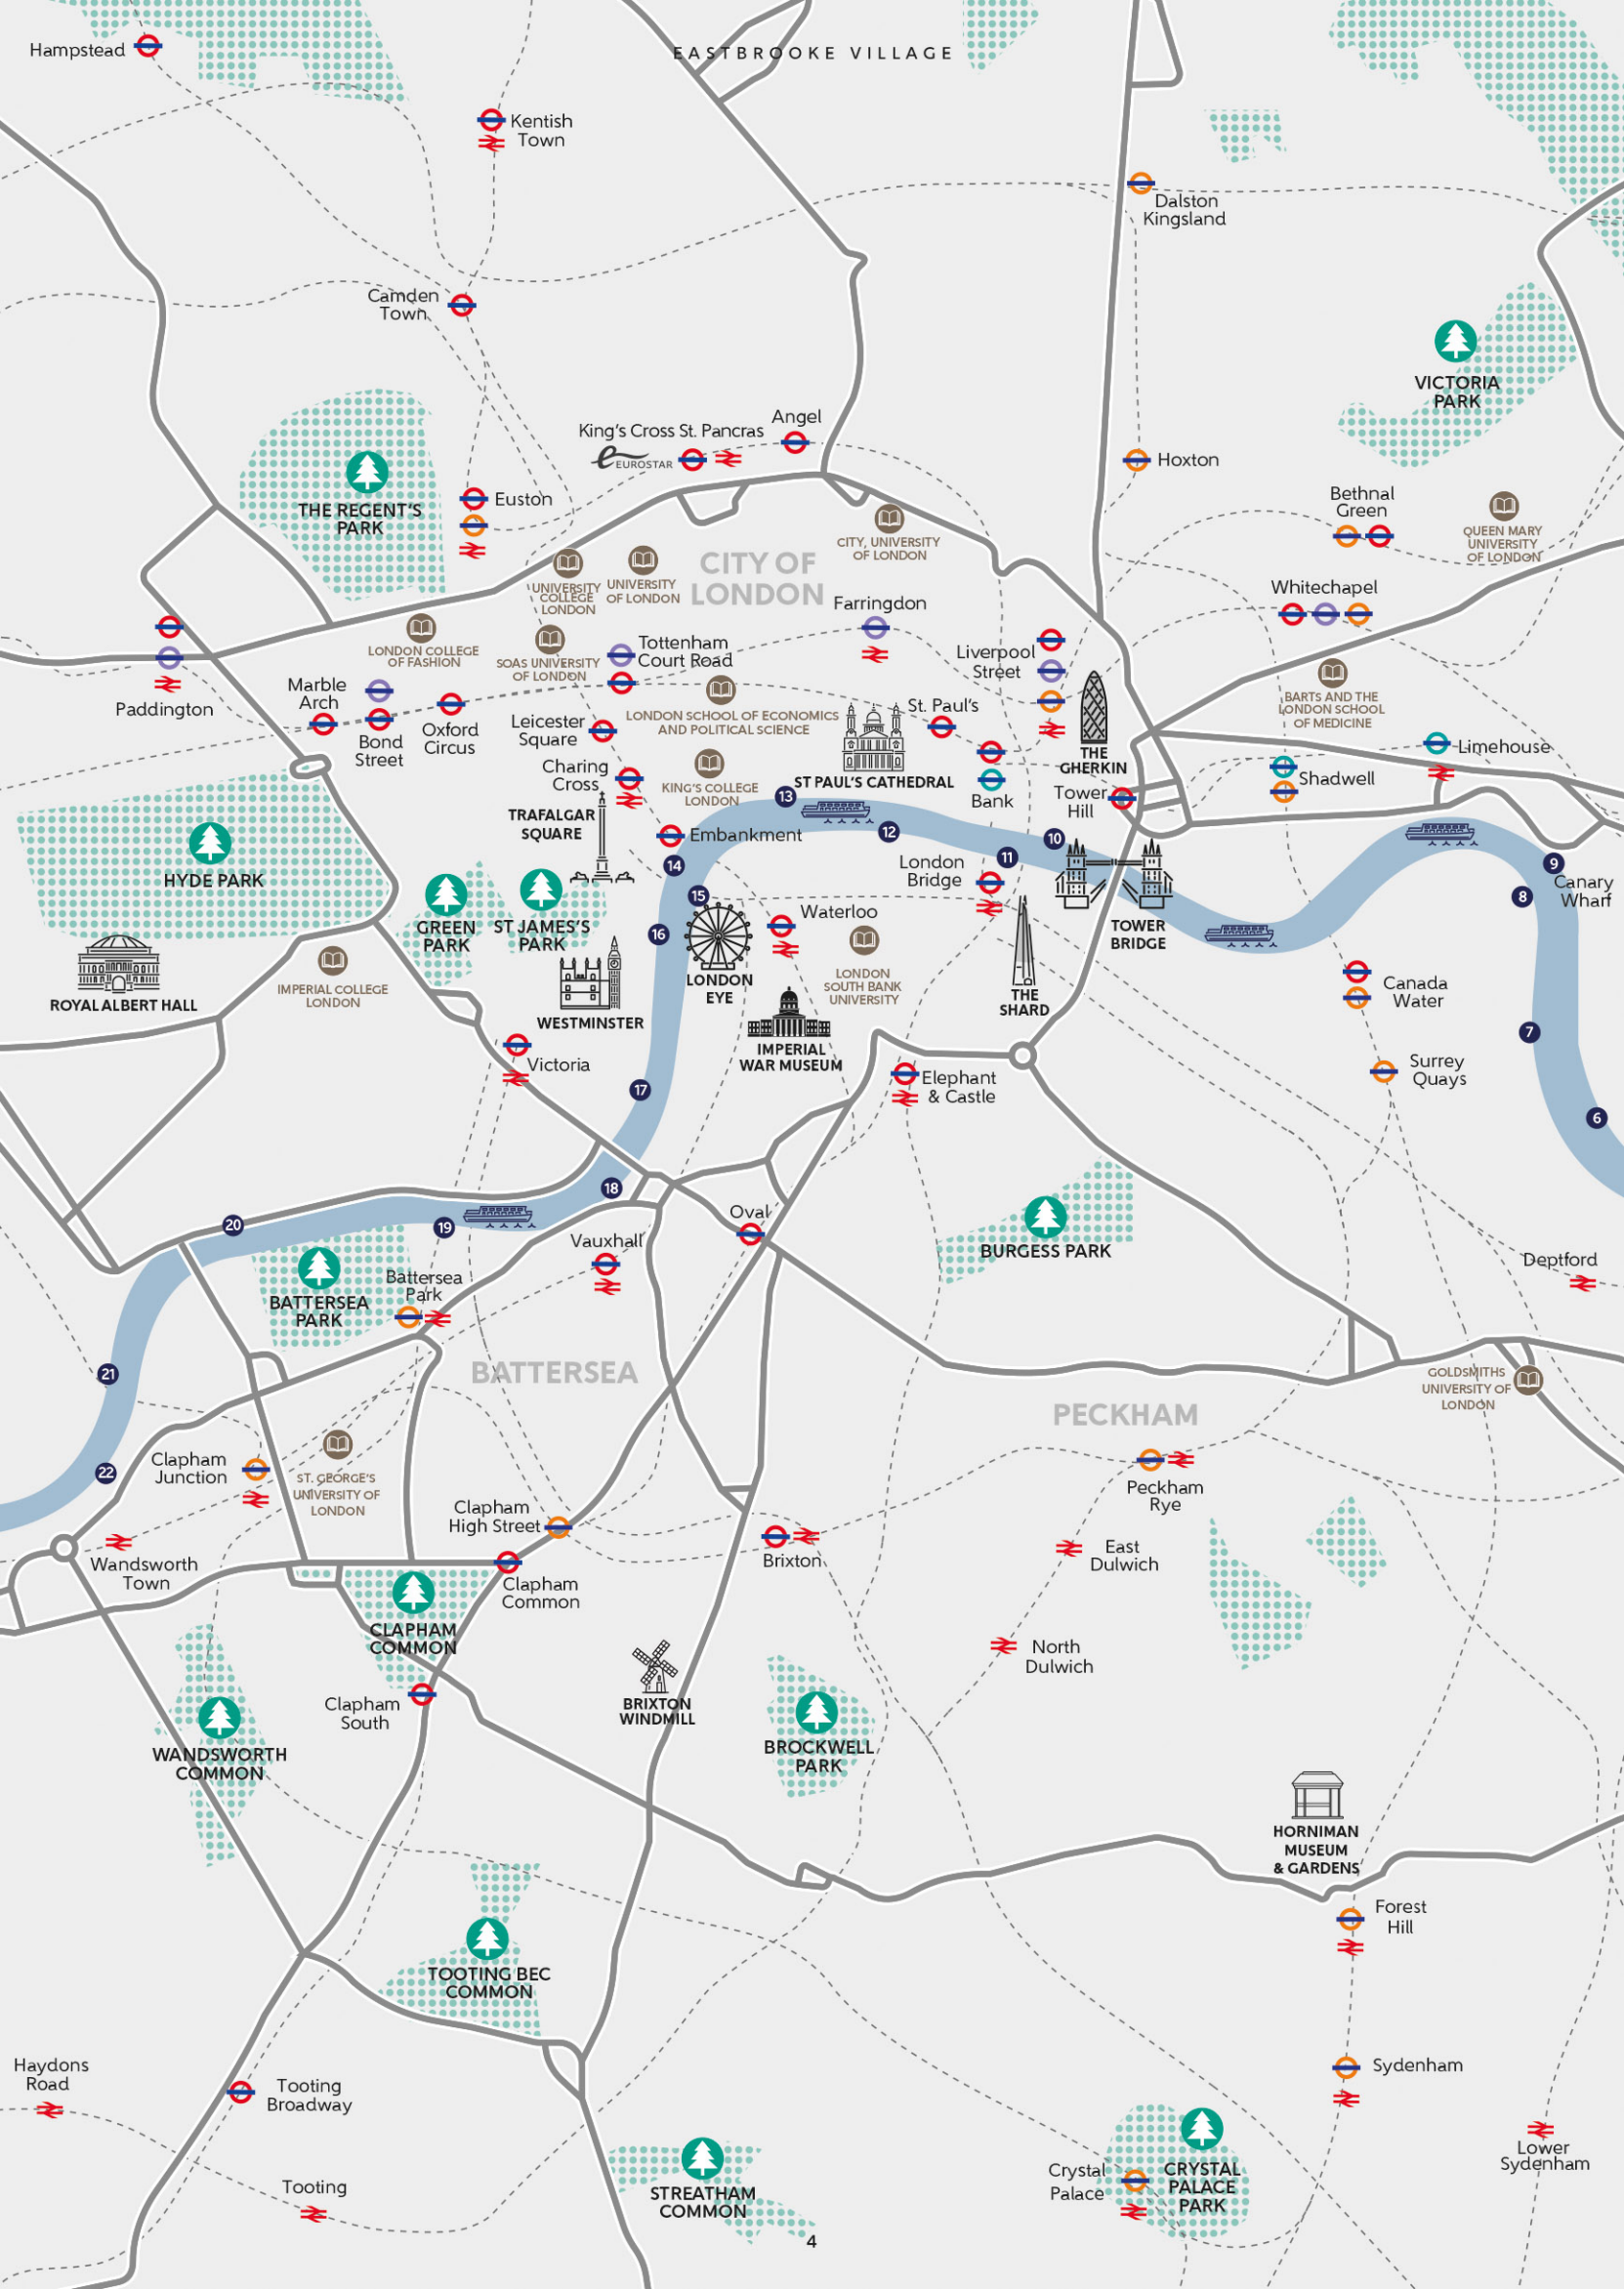 EASTBROOKE VILLAGE
Hampstead
Kentish
Town
Dalston
Kingsland
Camden
Town
VICTORIA
PARK
Angel
King's Cross St. Pancras
EUROSTAR
Hoxton
THE REGENT'S
PARK
Euston
Bethnal
Green
QUEEN MARY
UNIVERSITY
OF LONDON
CITY, UNIVERSITY
OF LONDON
CITY OF
LONDON
UNIVERSITY
COLLEGE
LONDON
UNIVERSITY
OF LONDON
Whitechapel
Farringdon
LONDON COLLEGE
OF FASHION
SOAS UNIVERSITY
OF LONDON
Tottenham
Court Road
Liverpool
Street
Paddington
Marble
Arch
Bond
Street
Oxford
Circus
Leicester
Square
LONDON SCHOOL OF ECONOMICS
AND POLITICAL SCIENCE
St. Paul's
BARTS AND THE
LONDON SCHOOL
OF MEDICINE
THE
GHERKIN
Limehouse
Shadwell
Charing
Cross
KING'S COLLEGE
LONDON
ST PAUL'S CATHEDRAL
Bank
Tower
Hill
TRAFALGAR
SQUARE
13
12
Embankment
10
11
14
London
Bridge
9
Canary
Wharf
8
HYDE PARK
GREEN
PARK
ST JAMES'S
PARK
15
16
Waterloo
TOWER
BRIDGE
ROYAL ALBERT HALL
IMPERIAL COLLEGE
LONDON
WESTMINSTER
LONDON
EYE
LONDON
SOUTH BANK
UNIVERSITY
THE
SHARD
Canada
Water
7
IMPERIAL
WAR MUSEUM
Victoria
Elephant
& Castle
Surrey
Quays
17
6
18
20
19
Oval
Vauxhall
BURGESS PARK
Deptford
BATTERSEA
PARK
Battersea
Park
21
BATTERSEA
GOLDSMITHS
UNIVERSITY OF
LONDON
PECKHAM
Clapham
Junction
22
ST. GEORGE'S
UNIVERSITY OF
LONDON
Peckham
Rye
Clapham
High Street
Wandsworth
Town
Brixton
East
Dulwich
Clapham
Common
CLAPHAM
COMMON
North
Dulwich
Clapham
South
BRIXTON
WINDMILL
WANDSWORTH
COMMON
BROCKWELL
PARK
HORNIMAN
MUSEUM
& GARDENS
Forest
Hill
TOOTING BEC
COMMON
Haydons
Road
Tooting
Broadway
Sydenham
Lower
Sydenham
Tooting
STREATHAM
COMMON
Crystal
Palace
CRYSTAL
PALACE
PARK
4